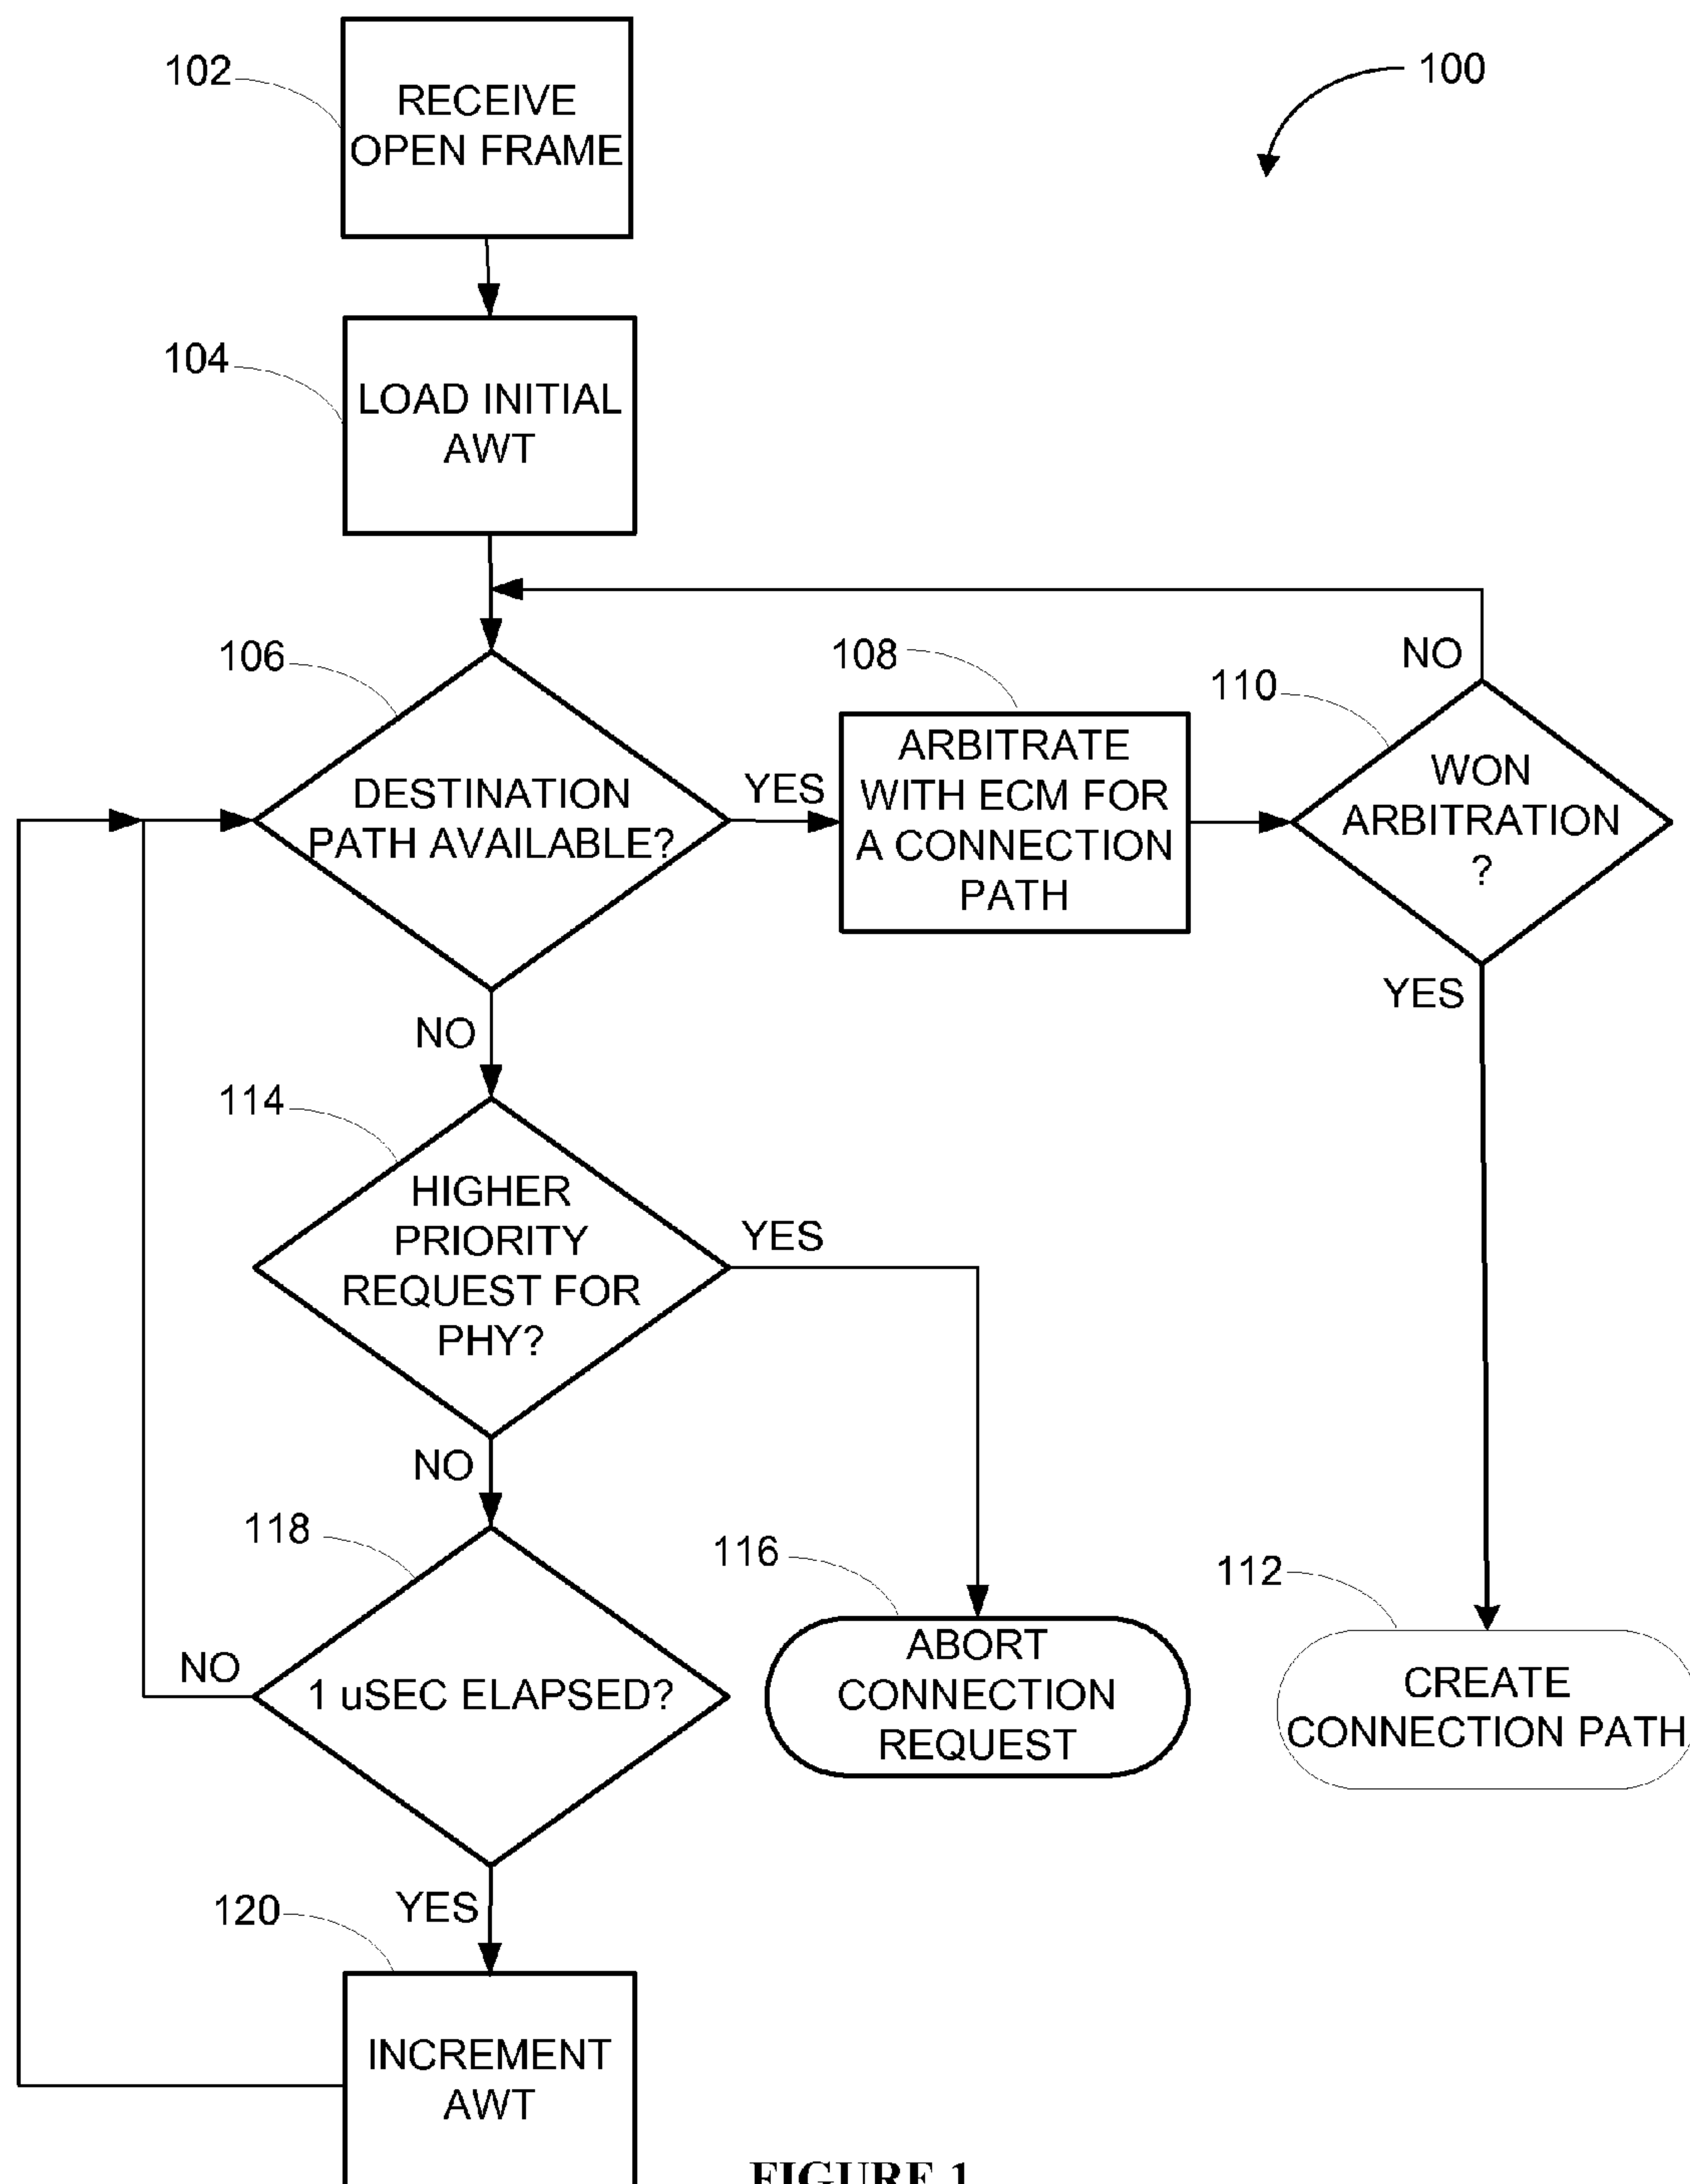 102
RECEIVE
OPEN FRAME
100
104
LOAD INITIAL
AWT
106
DESTINATION
PATH AVAILABLE?
YES
108
ARBITRATE
WITH ECM FOR
A CONNECTION
PATH
110
WON
ARBITRATION
?
NO
YES
NO
114
HIGHER
PRIORITY
REQUEST FOR
PHY?
YES
NO
118
1 uSEC ELAPSED?
NO
116
ABORT
CONNECTION
REQUEST
112
CREATE
CONNECTION PATH
YES
120
INCREMENT
AWT
FIGURE 1